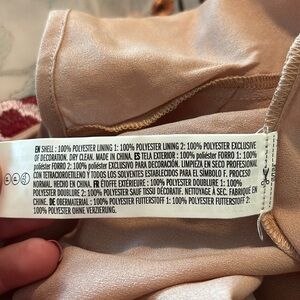 EN SHELL : 100% POLYESTER LINING 1: 100% POLYESTER LINING 2: 100% POLYESTER EXCLUSIVE
OF DECORATION. DRY CLEAN. MADE IN CHINA. ES TELA EXTERIOR : 100% poliéster FORRO 1: 100%
poliéster FORRO 2: 100% poliéster EXCLUSIVO PARA DECORACIÓN. LIMPIEZA EN SECO PROFESIONAL
CON TETRACLOROETILENO Y TODOS LOS SOLVENTES ESTABLECIDOS PARA EL SÍMBOLO F. PROCESO
NORMAL. HECHO EN CHINA. FR ÉTOFFE EXTÉRIEURE : 100% POLYESTER DOUBLURE 1: 100%
POLYESTER DOUBLURE 2: 100% POLYESTER SAUF TISSU DÉCORATIF. NETTOYAGE À SEC. FABRIQUÉ EN
CHINE. DE OBERMATERIAL : 100% POLYESTER FUTTERSTOFF 1: 100% POLYESTER FUTTERSTOFF 2:
100% POLYESTER OHNE VERZIERUNG.